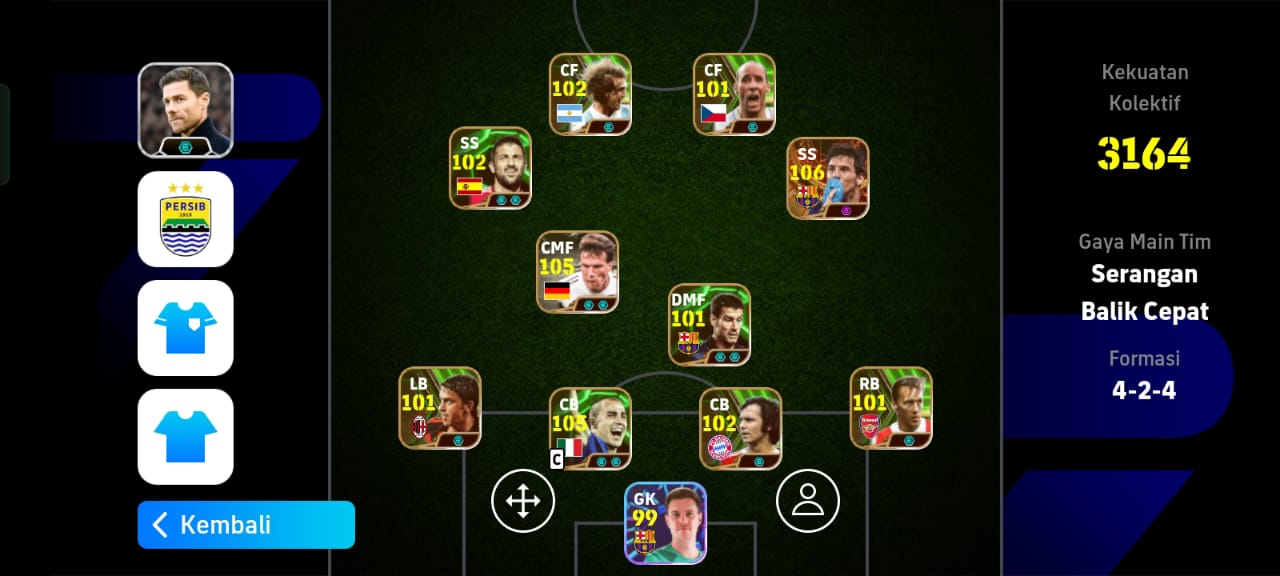 PERSIB
1919
Kembali
CF
102
CF
101
SS
102
SS
106
CMF
105
DMF
101
LB
101
CB
105
C
CB
102
RB
101
GK
99
Kekuatan
Kolektif
3164
Gaya Main Tim
Serangan
Balik Cepat
Formasi
4-2-4